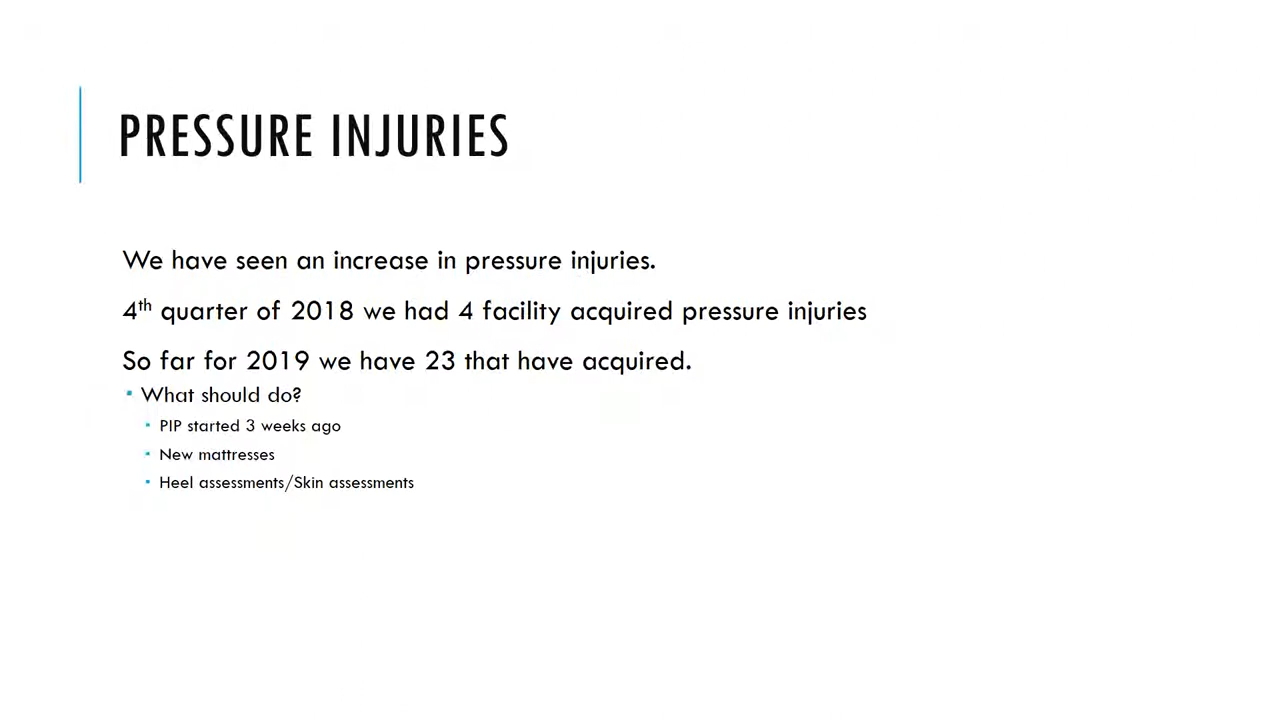 PRESSURE INJURIES
We have seen an increase in pressure injuries.
4th quarter of 2018 we had 4 facility acquired pressure injuries
So far for 2019 we have 23 that have acquired.
▪ What should do?
▪ PIP started 3 weeks ago
▪ New mattresses
▪ Heel assessments/Skin assessments